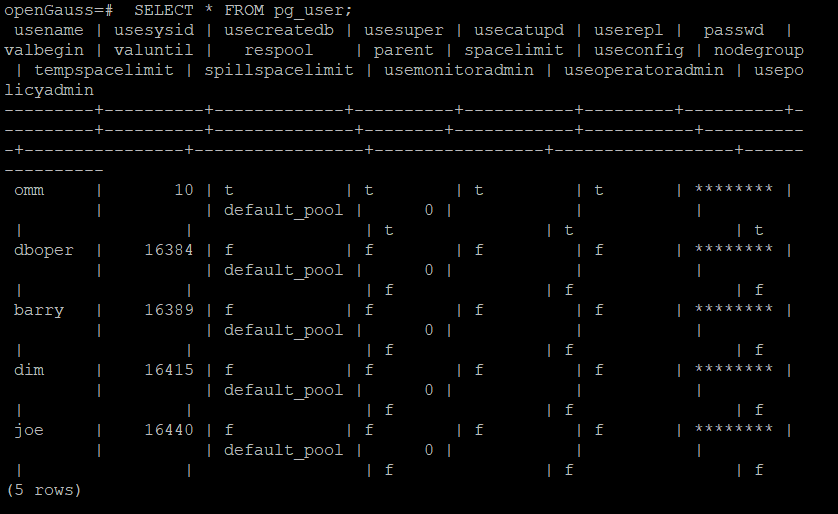 openGauss=#  SELECT * FROM pg_user;
 usename | usesysid | usecreatedb | usesuper | usecatupd | userepl |  passwd  |
valbegin | valuntil |   respool    | parent | spacelimit | useconfig | nodegroup
 | tempspacelimit | spillspacelimit | usemonitoradmin | useoperatoradmin | usepo
licyadmin
---------+----------+-------------+----------+-----------+---------+----------+-
---------+----------+--------------+--------+------------+-----------+----------
-+----------------+-----------------+-----------------+------------------+------
----------
 omm     |       10 | t           | t        | t         | t       | ******** |
         |          | default_pool |      0 |            |           |
 |                |                 | t               | t                | t
 dboper  |    16384 | f           | f        | f         | f       | ******** |
         |          | default_pool |      0 |            |           |
 |                |                 | f               | f                | f
 barry   |    16389 | f           | f        | f         | f       | ******** |
         |          | default_pool |      0 |            |           |
 |                |                 | f               | f                | f
 dim     |    16415 | f           | f        | f         | f       | ******** |
         |          | default_pool |      0 |            |           |
 |                |                 | f               | f                | f
 joe     |    16440 | f           | f        | f         | f       | ******** |
         |          | default_pool |      0 |            |           |
 |                |                 | f               | f                | f
(5 rows)